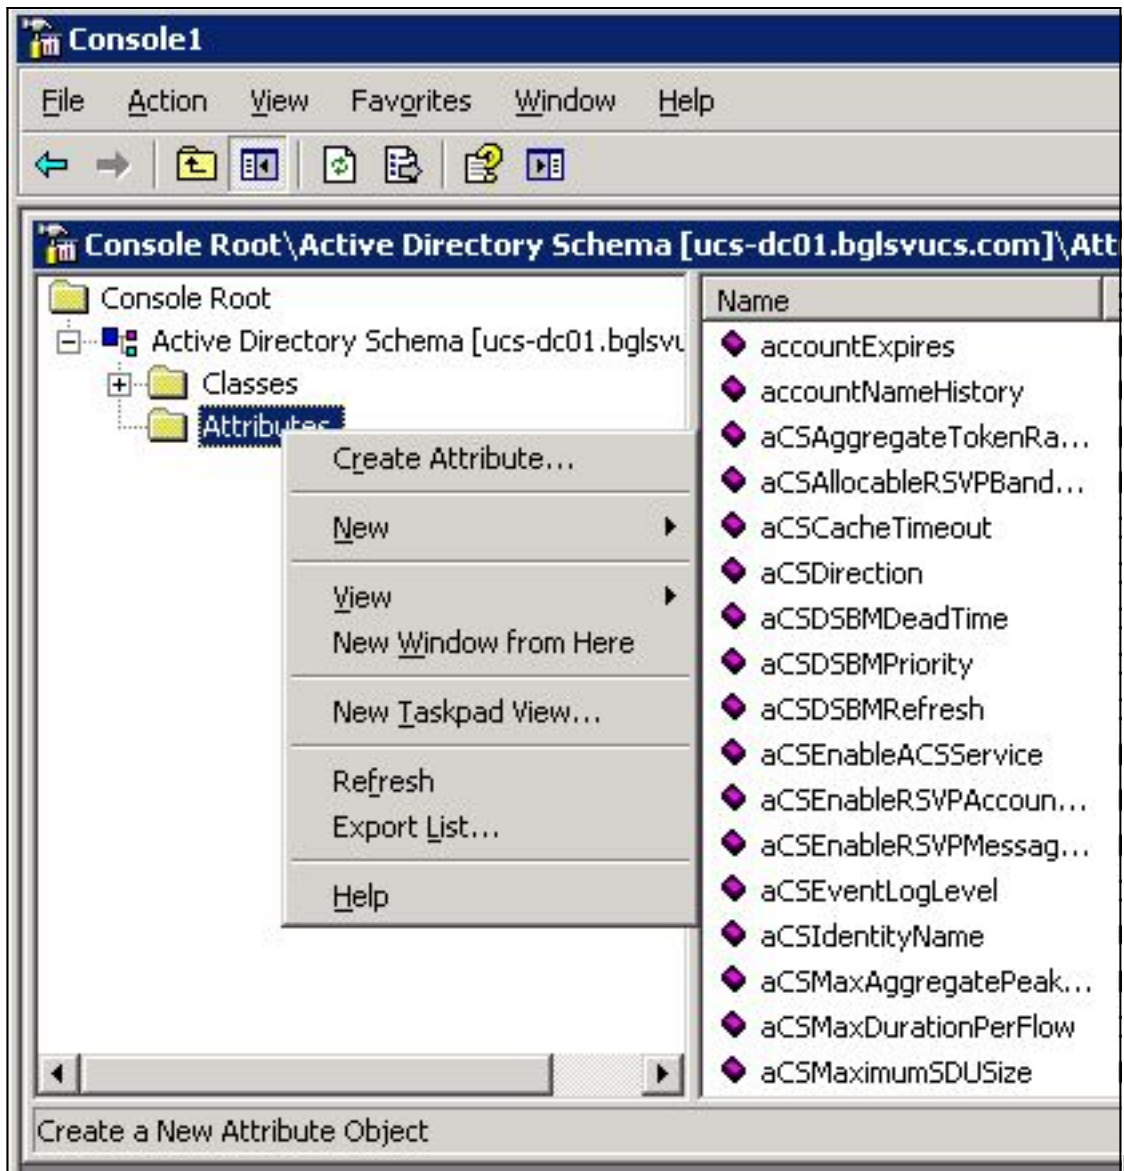 Console1
File Action View Favorites Window Help
Console Root\Active Directory Schema [ucs-dc01.bglsvucs.com]\Att
Console Root
Active Directory Schema [ucs-dc01.bglsvu
Classes
Attributes
Create Attribute...
New
View
New Window from Here
New Taskpad View...
Refresh
Export List...
Help
Name
accountExpires
accountNameHistory
aCSAggregateTokenRa...
aCSAllocableRSVPBand...
aCSCacheTimeout
aCSDirection
aCSDSBMDeadTime
aCSDSBMPriority
aCSDSBMRefresh
aCSEnableACSService
aCSEnableRSVPAccoun...
aCSEnableRSVPMessag...
aCSEventLogLevel
aCSIdentityName
aCSMaxAggregatePeak...
aCSMaxDurationPerFlow
aCSMaximumSDUSize
Create a New Attribute Object